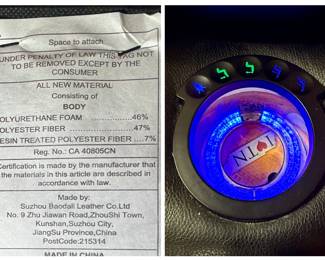 Space to attach
UNDER PENALTY OF LAW THIS TAG NOT
TO BE REMOVED EXCEPT BY THE
CONSUMER
ALL NEW MATERIAL
Consisting of
BODY
POLYURETHANE FOAM 46%
POLYESTER FIBER 47%
RESIN TREATED POLYESTER FIBER 7%
Reg. No.: CA 40805CN
Certification is made by the manufacturer that
the materials in this article are described in
accordance with law.
Made by:
Suzhou Baodali Leather Co.Ltd
No. 9 Zhu Jiawan Road,ZhouShi Town,
Kunshan,Suzhou City,
JiangSu Province,China
PostCode:215314
MADE IN CHINA